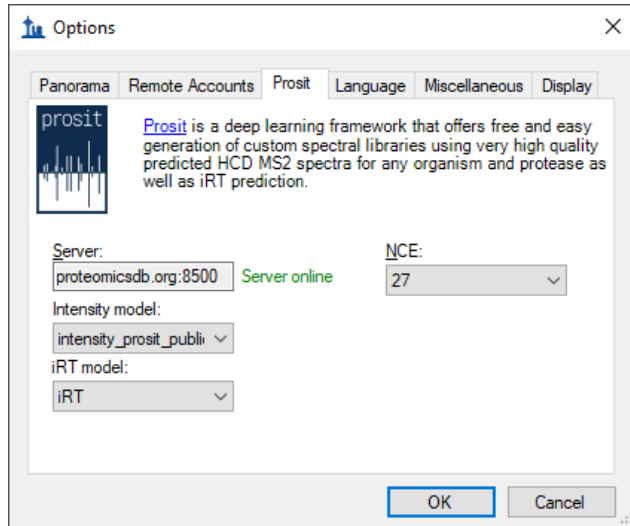 Options
Panorama Remote Accounts Prosit Language Miscellaneous Display
prosit
Prosit is a deep learning framework that offers free and easy
generation of custom spectral libraries using very high quality
predicted HCD MS2 spectra for any organism and protease as
well as iRT prediction.
Server: NCE:
proteomicsdb.org:8500 Server online 27
Intensity model:
intensity_prosit_publi
iRT model:
iRT
OK Cancel